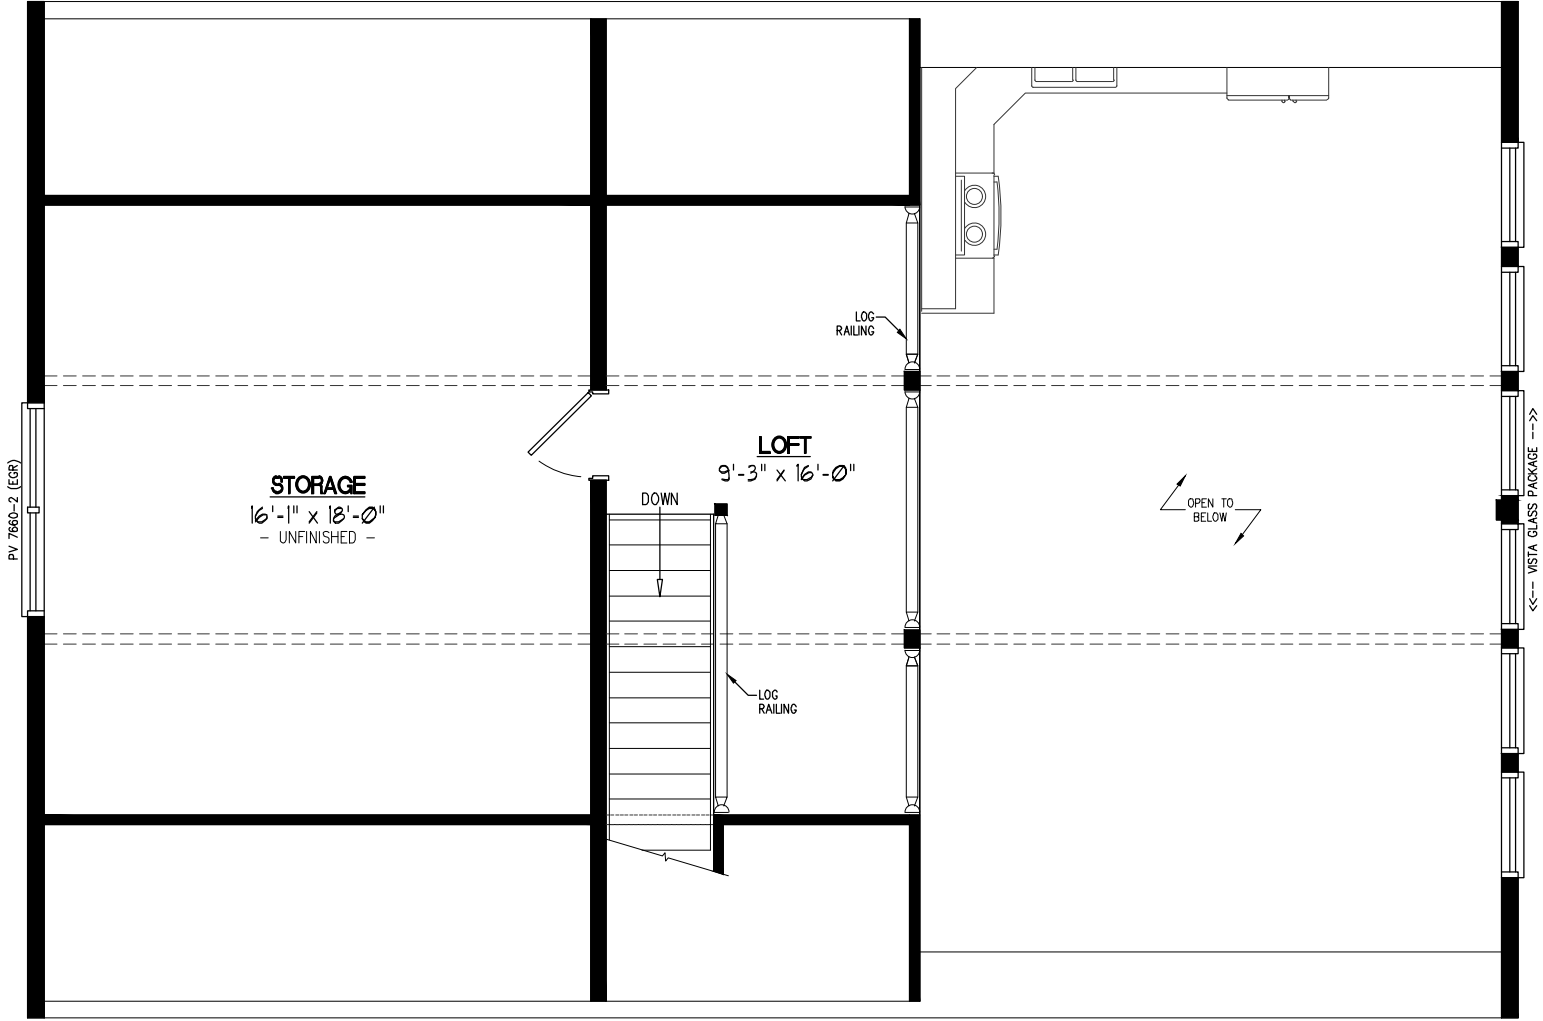 LOG
RAILING
LOFT
9'-3" x 16'-0"
STORAGE
16'-1" x 18'-0"
- UNFINISHED -
DOWN
OPEN TO
BELOW
PV 7660-2 (EGR)
<<-- VISTA GLASS PACKAGE -->>
LOG
RAILING